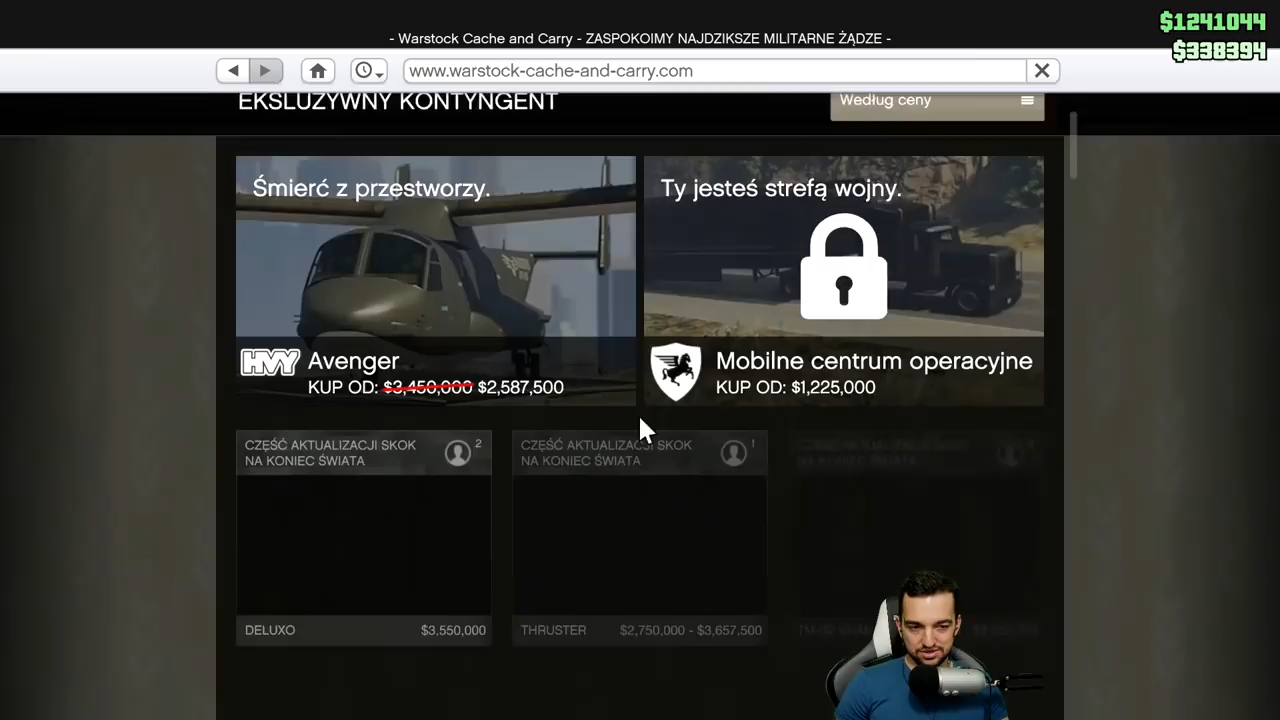 $1241044
- Warstock Cache and Carry - ZASPOKOIMY NAJDZIKSZE MILITARNE ŻĄDZE -
$338394
www.warstock-cache-and-carry.com
EKSLUZYWNY KONTYNGENT
Według ceny
Śmierć z przestworzy.
Ty jesteś strefą wojny.
HVY
Avenger
KUP OD: $3,450,000 $2,587,500
Mobilne centrum operacyjne
KUP OD: $1,225,000
CZĘŚĆ AKTUALIZACJI SKOK
NA KONIEC ŚWIATA
2
CZĘŚĆ AKTUALIZACJI SKOK
NA KONIEC ŚWIATA
1
DELUXO
$3,550,000
THRUSTER
$2,750,000 - $3,657,500